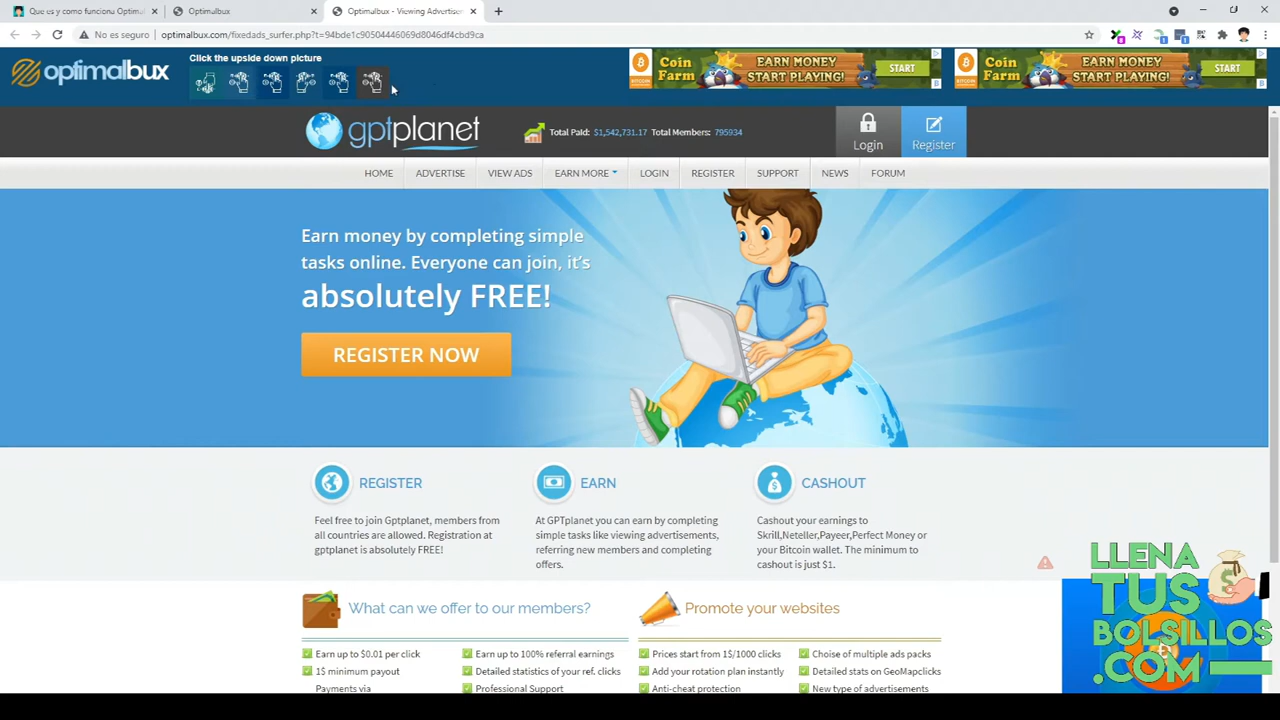 Que es y como funciona Optimal
Optimalbux
Optimalbux - Viewing Advertise
No es seguro
optimalbux.com/fixedads_surfer.php?t=94bde1c90504446069d8046df4cbd9ca
optimalbux
Click the upside down picture
Coin Farm
EARN MONEY
START PLAYING!
START
Coin Farm
EARN MONEY
START PLAYING!
START
gptplanet
Total Paid: $1,542,731.17 Total Members: 795934
Login
Register
HOME
ADVERTISE
VIEW ADS
EARN MORE
LOGIN
REGISTER
SUPPORT
NEWS
FORUM
Earn money by completing simple
tasks online. Everyone can join, it's
absolutely FREE!
REGISTER NOW
REGISTER
Feel free to join Gptplanet, members from
all countries are allowed. Registration at
gptplanet is absolutely FREE!
EARN
At GPTplanet you can earn by completing
simple tasks like viewing advertisements,
referring new members and completing
offers.
CASHOUT
Cashout your earnings to
Skrill,Neteller,Payeer,Perfect Money or
your Bitcoin wallet. The minimum to
cashout is just $1.
What can we offer to our members?
Earn up to $0.01 per click
Earn up to 100% referral earnings
1$ minimum payout
Detailed statistics of your ref. clicks
Payments via
Professional Support
Promote your websites
Prices start from 1$/1000 clicks
Choise of multiple ads packs
Add your rotation plan instantly
Detailed stats on GeoMapclicks
Anti-cheat protection
New type of advertisements
LLENA
TUS
BOLSILLOS
.COM